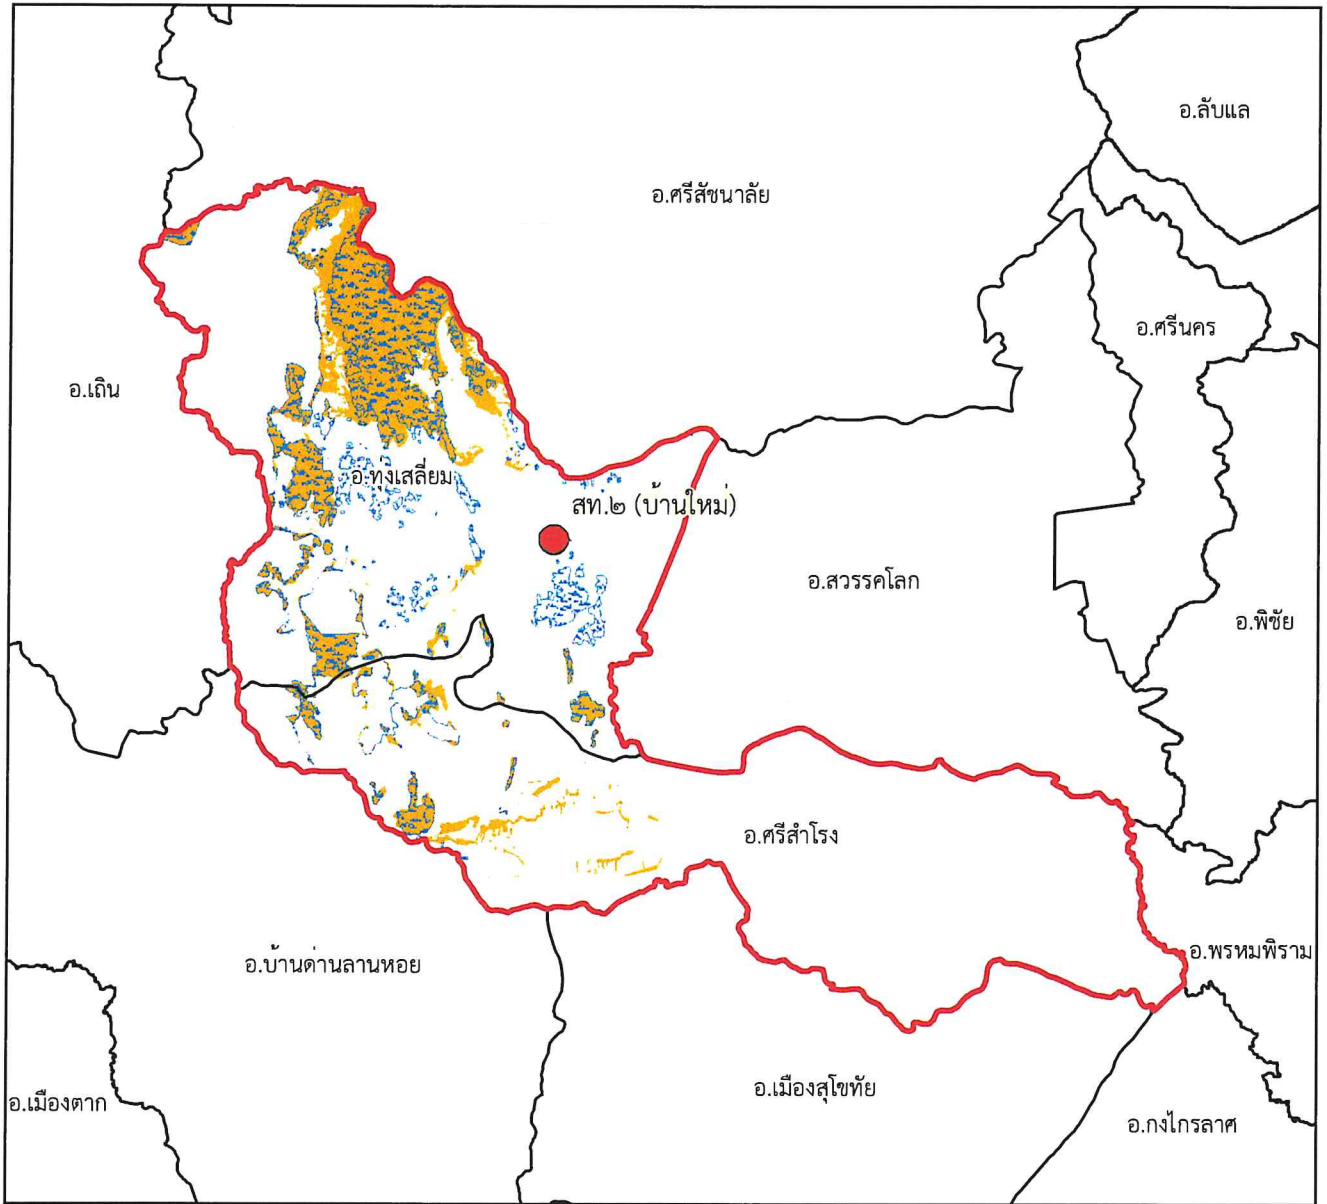 อ.ลับแล
อ.ศรีสัชนาลัย
อ.ศรีนคร
อ.เถิน
อ.ทุ่งเสลี่ยม
สท.๒ (บ้านใหม่)
อ.สวรรคโลก
อ.พิชัย
อ.ศรีสำโรง
อ.พรหมพิราม
อ.บ้านด่านลานหอย
อ.เมืองสุโขทัย
อ.เมืองตาก
อ.กงไกรลาศ